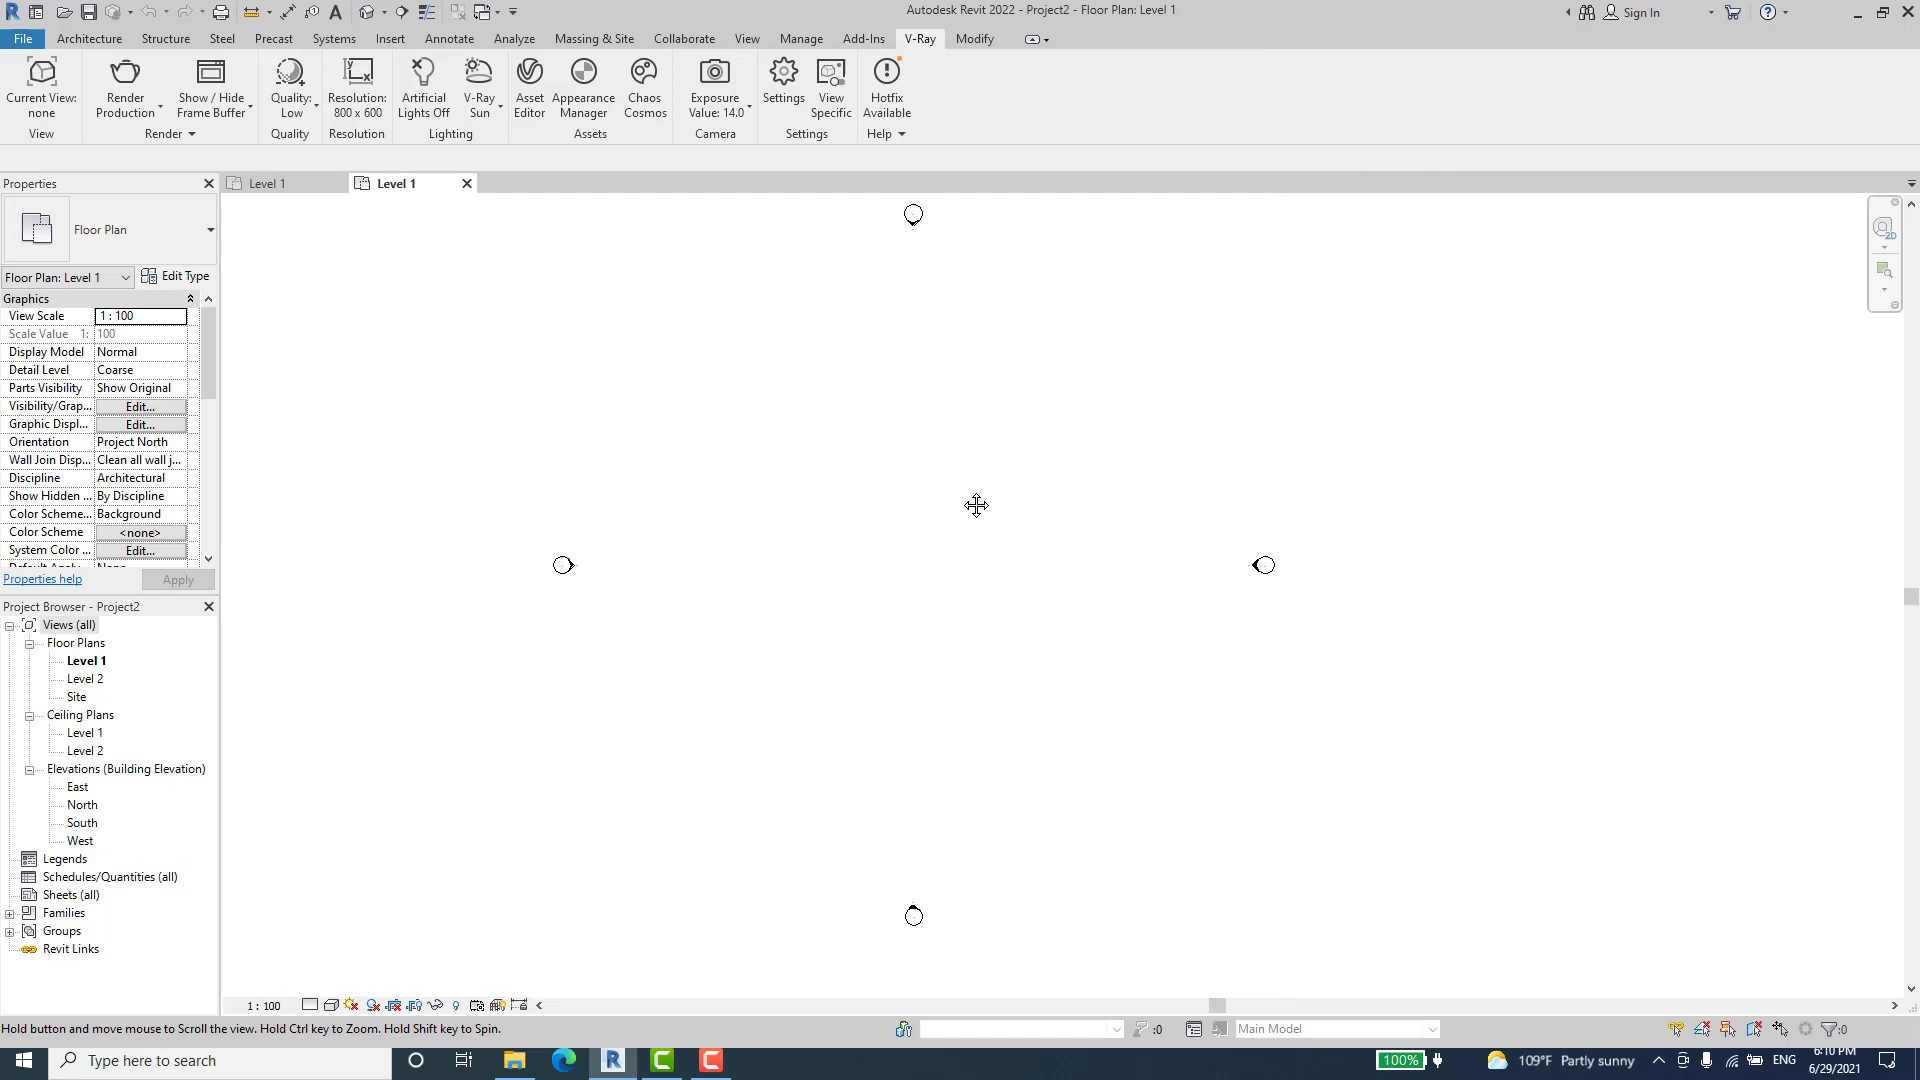 Autodesk Revit 2022 - Project2 - Floor Plan: Level 1
Sign In
File Architecture Structure Steel Precast Systems Insert Annotate Analyze Massing & Site Collaborate View Manage Add-Ins V-Ray Modify
Current View:
none
Render
Production
Show / Hide
Frame Buffer
Quality:
Low
Resolution:
800 x 600
Artificial
Lights Off
V-Ray
Sun
Asset
Editor
Appearance
Manager
Chaos
Cosmos
Exposure
Value: 14.0
Settings
View
Specific
Hotfix
Available
View Render Quality Resolution Lighting Assets Camera Settings Help
Properties
Level 1
Level 1
Floor Plan
Floor Plan: Level 1
Edit Type
Graphics
View Scale 1 : 100
Scale Value 1: 100
Display Model Normal
Detail Level Coarse
Parts Visibility Show Original
Visibility/Grap... Edit...
Graphic Displ... Edit...
Orientation Project North
Wall Join Disp... Clean all wall j...
Discipline Architectural
Show Hidden ... By Discipline
Color Scheme... Background
Color Scheme <none>
System Color ... Edit...
Default Analy... None
Properties help
Apply
Project Browser - Project2
Views (all)
Floor Plans
Level 1
Level 2
Site
Ceiling Plans
Level 1
Level 2
Elevations (Building Elevation)
East
North
South
West
Legends
Schedules/Quantities (all)
Sheets (all)
Families
Groups
Revit Links
2D
1 : 100
Hold button and move mouse to Scroll the view. Hold Ctrl key to Zoom. Hold Shift key to Spin.
:0
Main Model
:0
Type here to search
100%
109°F Partly sunny
ENG
6:10 PM
6/29/2021